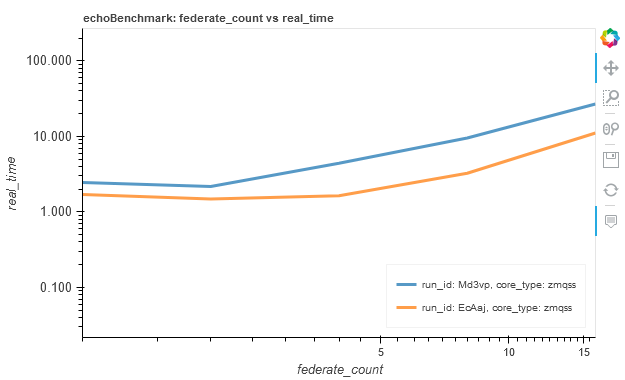 echoBenchmark: federate_count vs real_time
100.000
10.000
1.000
0.100
real_time
run_id: Md3vp, core_type: zmqss
run_id: EcAaj, core_type: zmqss
5
10
15
federate_count